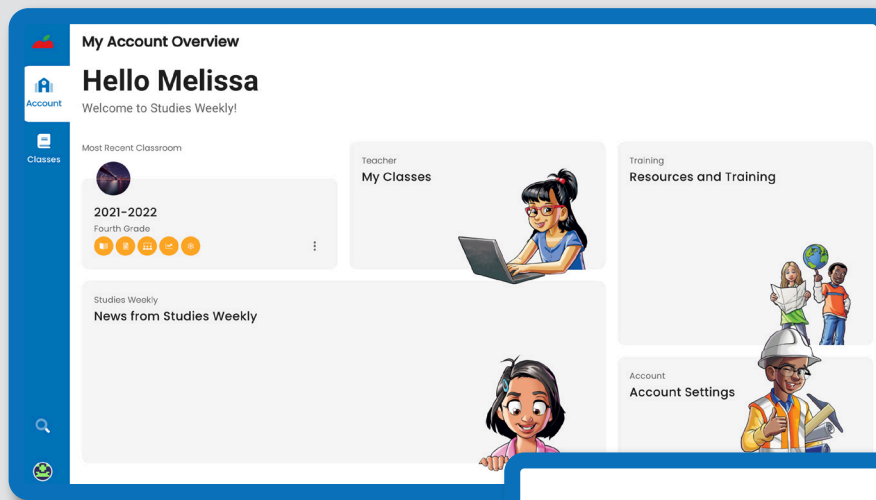 My Account Overview
Hello Melissa
Welcome to Studies Weekly!
Account
Classes
Most Recent Classroom
2021-2022
Fourth Grade
Teacher
My Classes
Training
Resources and Training
Studies Weekly
News from Studies Weekly
Account
Account Settings